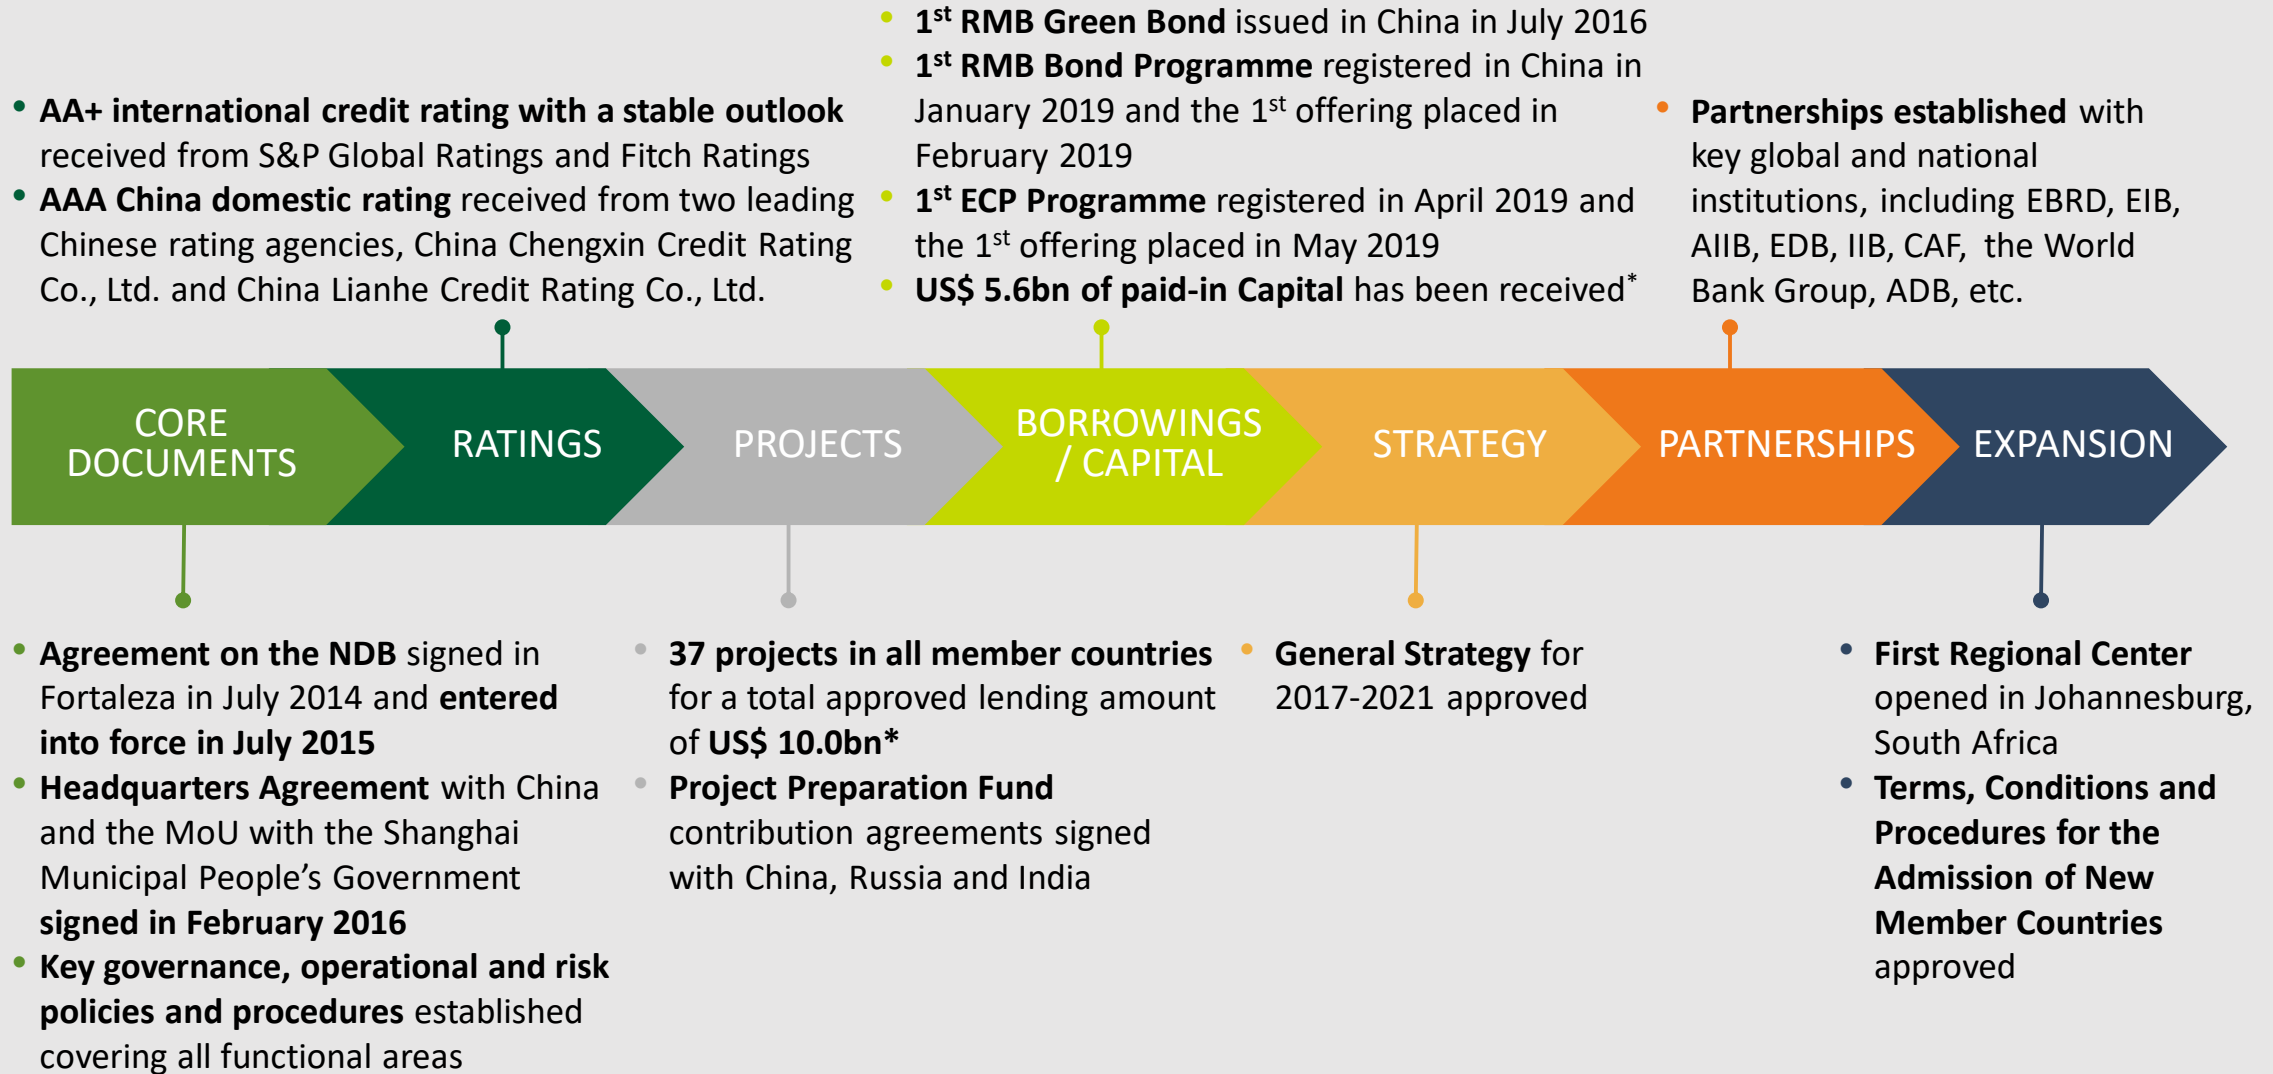 • 1st RMB Green Bond issued in China in July 2016
• 1st RMB Bond Programme registered in China in
January 2019 and the 1st offering placed in
February 2019
• 1st ECP Programme registered in April 2019 and
the 1st offering placed in May 2019
• US$ 5.6bn of paid-in Capital has been received*
• AA+ international credit rating with a stable outlook
received from S&P Global Ratings and Fitch Ratings
• AAA China domestic rating received from two leading
Chinese rating agencies, China Chengxin Credit Rating
Co., Ltd. and China Lianhe Credit Rating Co., Ltd.
• Partnerships established with
key global and national
institutions, including EBRD, EIB,
AIIB, EDB, IIB, CAF, the World
Bank Group, ADB, etc.
CORE
DOCUMENTS
RATINGS
PROJECTS
BORROWINGS
/ CAPITAL
STRATEGY
PARTNERSHIPS
EXPANSION
• Agreement on the NDB signed in
Fortaleza in July 2014 and entered
into force in July 2015
• Headquarters Agreement with China
and the MoU with the Shanghai
Municipal People’s Government
signed in February 2016
• Key governance, operational and risk
policies and procedures established
covering all functional areas
• 37 projects in all member countries
for a total approved lending amount
of US$ 10.0bn*
• Project Preparation Fund
contribution agreements signed
with China, Russia and India
• General Strategy for
2017-2021 approved
• First Regional Center
opened in Johannesburg,
South Africa
• Terms, Conditions and
Procedures for the
Admission of New
Member Countries
approved